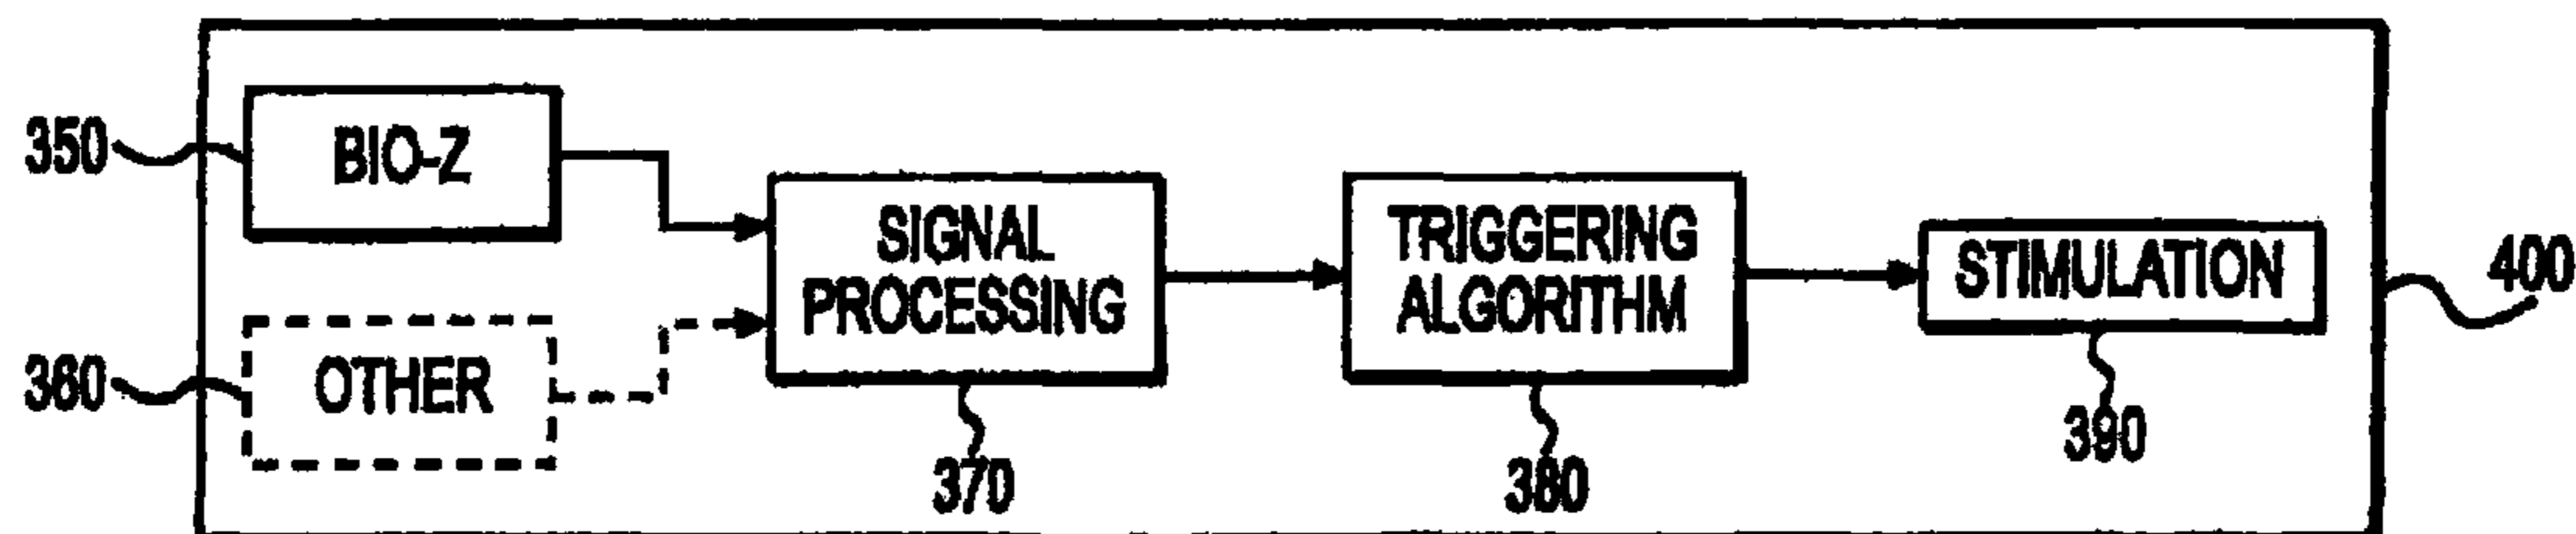 350
BIO-Z
360
OTHER
SIGNAL
PROCESSING
370
TRIGGERING
ALGORITHM
380
STIMULATION
390
400